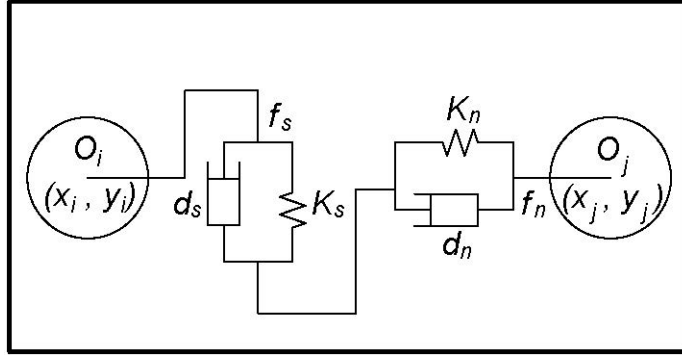 O_i
(x_i, y_i)
f_s
d_s
K_s
K_n
d_n
f_n
O_j
(x_j, y_j)